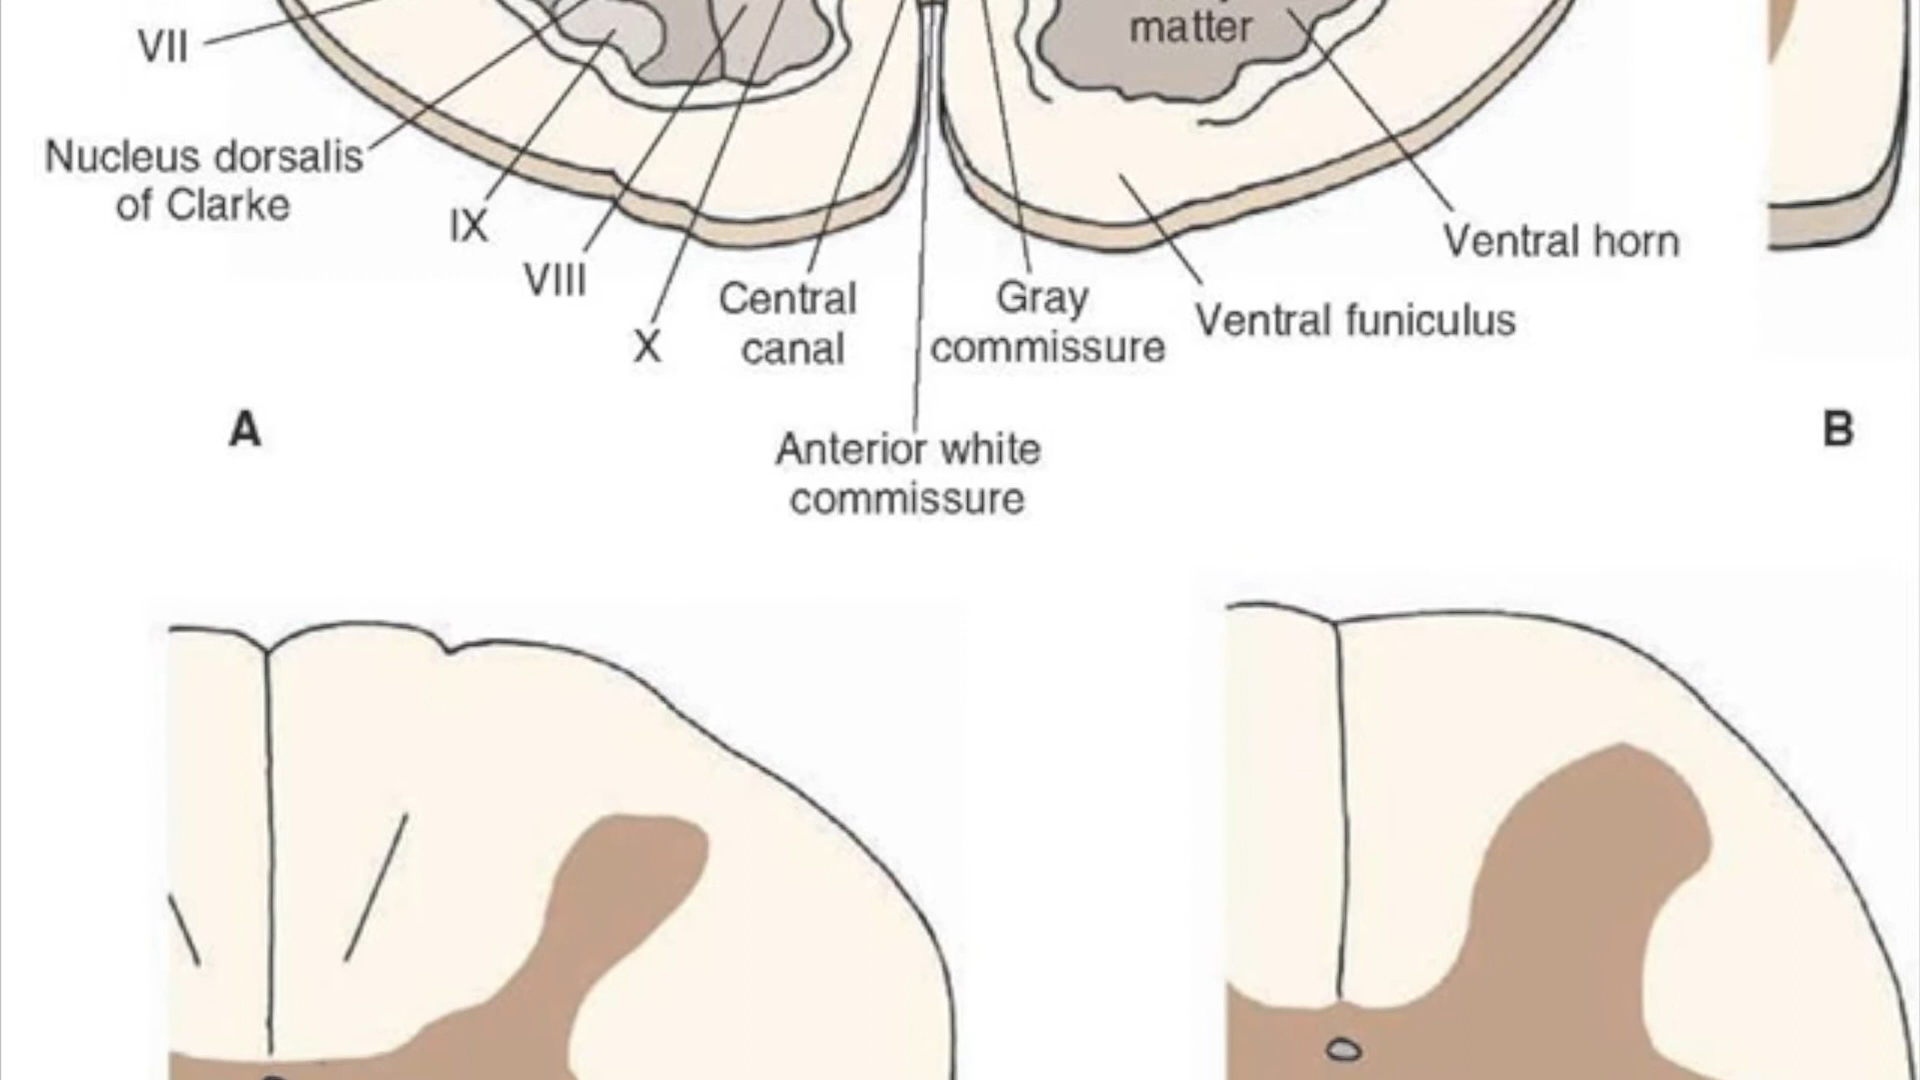 matter
VII
Nucleus dorsalis
of Clarke
IX
VIII
X
Central
canal
Gray
commissure
Ventral horn
Ventral funiculus
A
B
Anterior white
commissure